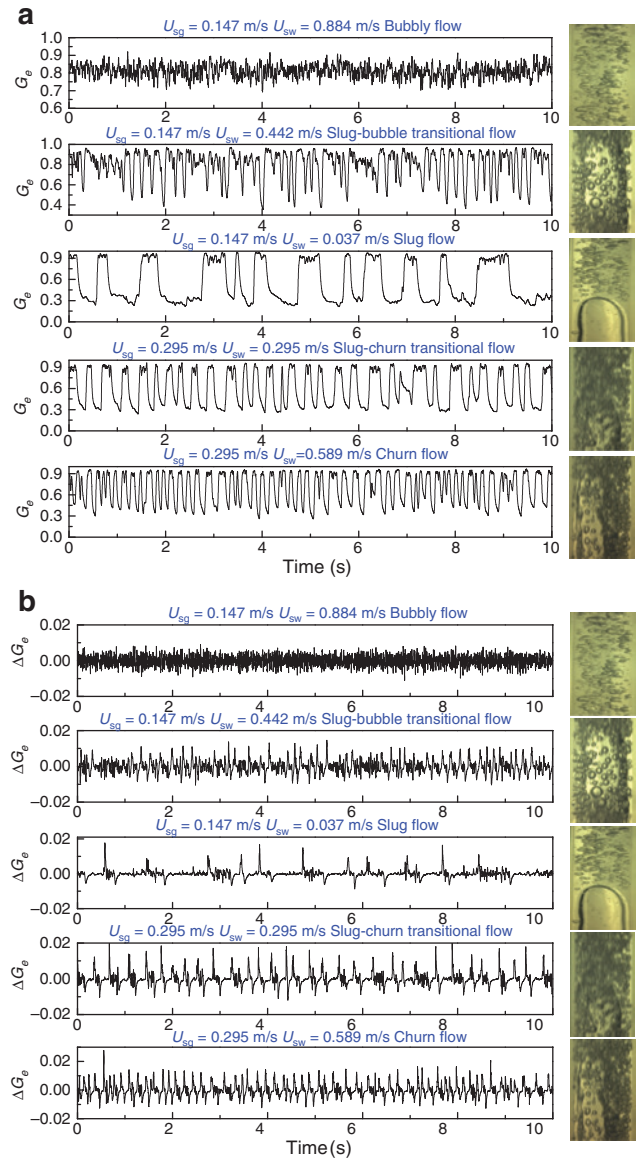 a
U_sg = 0.147 m/s U_sw = 0.884 m/s Bubbly flow
1.0
0.9
0.8
0.7
0.6
G_e
0 2 4 6 8 10
U_sg = 0.147 m/s U_sw = 0.442 m/s Slug-bubble transitional flow
1.0
0.8
0.6
0.4
G_e
0 2 4 6 8 10
U_sg = 0.147 m/s U_sw = 0.037 m/s Slug flow
0.9
0.6
0.3
0.0
G_e
0 2 4 6 8 10
U_sg = 0.295 m/s U_sw = 0.295 m/s Slug-churn transitional flow
0.9
0.6
0.3
0.0
G_e
0 2 4 6 8 10
U_sg = 0.295 m/s U_sw=0.589 m/s Churn flow
0.9
0.6
0.3
0.0
G_e
0 2 4 6 8 10
Time (s)
b
U_sg = 0.147 m/s U_sw = 0.884 m/s Bubbly flow
0.02
0.00
−0.02
ΔG_e
0 2 4 6 8 10
U_sg = 0.147 m/s U_sw = 0.442 m/s Slug-bubble transitional flow
0.02
0.00
−0.02
ΔG_e
0 2 4 6 8 10
U_sg = 0.147 m/s U_sw = 0.037 m/s Slug flow
0.02
0.00
−0.02
ΔG_e
0 2 4 6 8 10
U_sg = 0.295 m/s U_sw = 0.295 m/s Slug-churn transitional flow
0.02
0.00
−0.02
ΔG_e
0 2 4 6 8 10
U_sg = 0.295 m/s U_sw = 0.589 m/s Churn flow
0.02
0.00
−0.02
ΔG_e
0 2 4 6 8 10
Time (s)